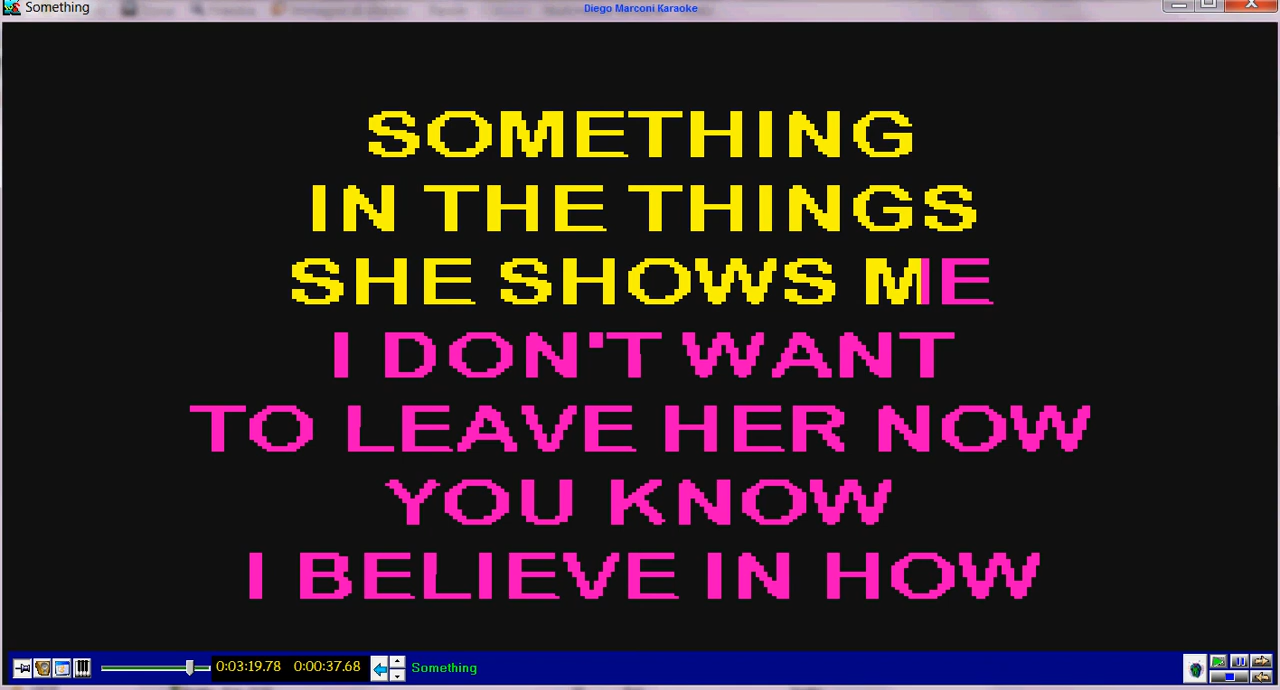 Something
Diego Marconi Karaoke
SOMETHING
IN THE THINGS
SHE SHOWS ME
I DON'T WANT
TO LEAVE HER NOW
YOU KNOW
I BELIEVE IN HOW
0:03:19.78 0:00:37.68 Something